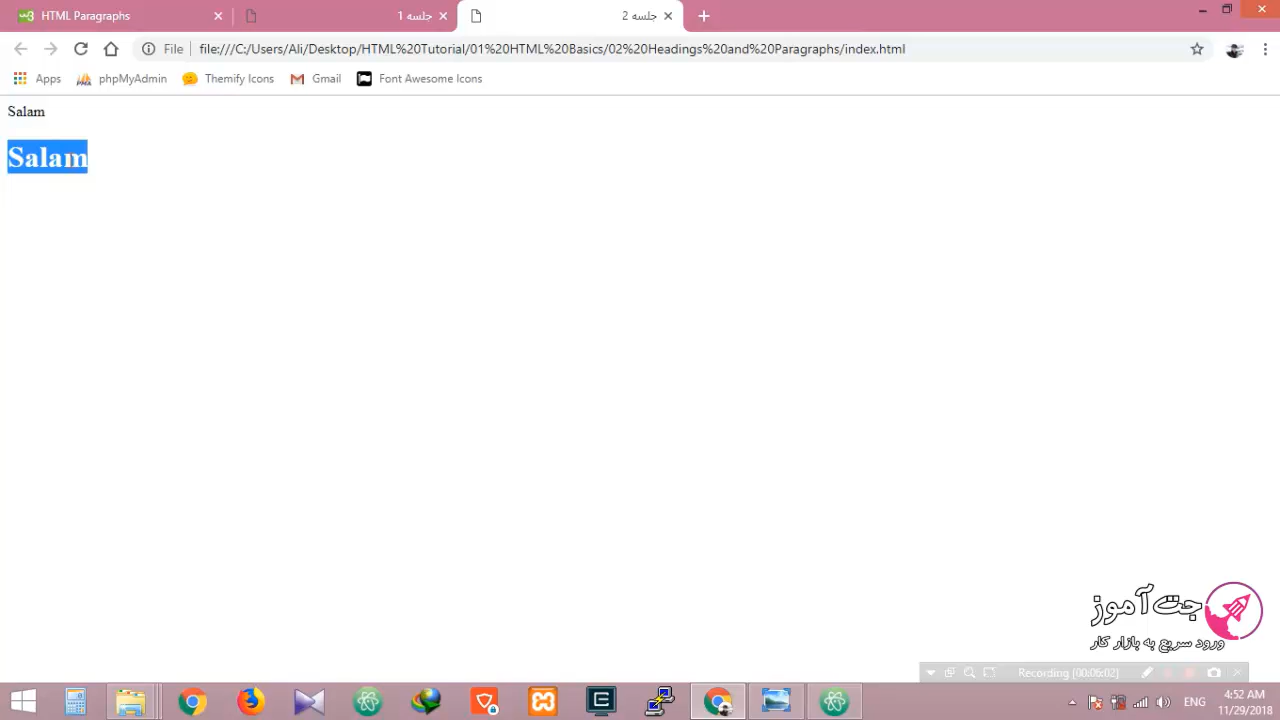 HTML Paragraphs
جلسه 1
جلسه 2
File
file:///C:/Users/Ali/Desktop/HTML%20Tutorial/01%20HTML%20Basics/02%20Headings%20and%20Paragraphs/index.html
Apps
phpMyAdmin
Themify Icons
Gmail
Font Awesome Icons
Salam
Salam
جت آموز
ورود سریع به بازار کار
Recording [00:06:02]
ENG
4:52 AM
11/29/2018